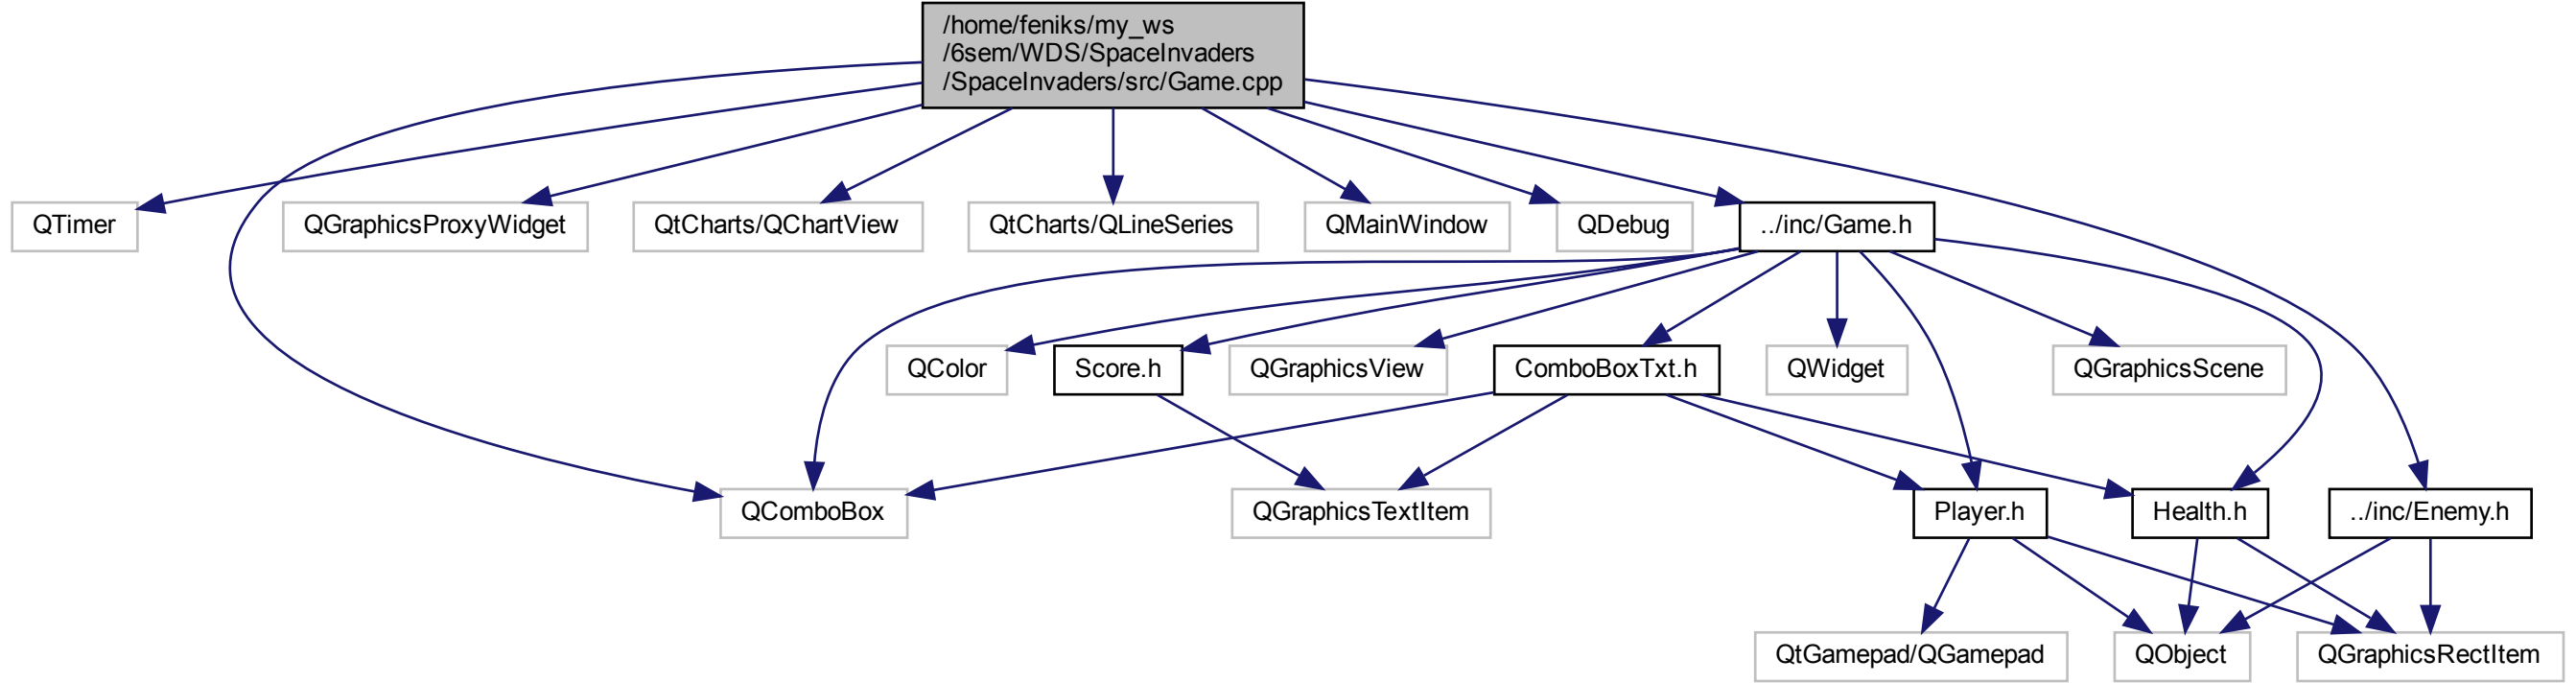 /home/feniks/my_ws
/6sem/WDS/SpaceInvaders
/SpaceInvaders/src/Game.cpp
QTimer
QGraphicsProxyWidget
QtCharts/QChartView
QtCharts/QLineSeries
QMainWindow
QDebug
../inc/Game.h
QColor
Score.h
QGraphicsView
ComboBoxTxt.h
QWidget
QGraphicsScene
QComboBox
QGraphicsTextItem
Player.h
Health.h
../inc/Enemy.h
QtGamepad/QGamepad
QObject
QGraphicsRectItem